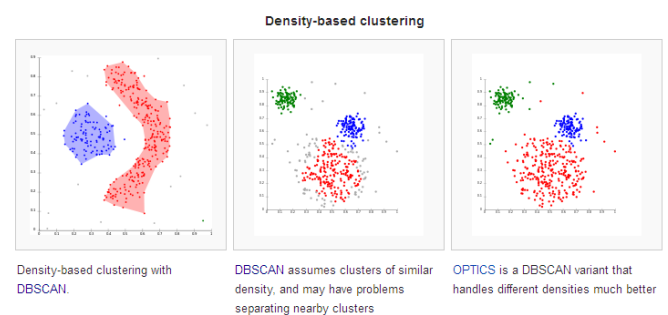 Density-based clustering
Density-based clustering with
DBSCAN.
DBSCAN assumes clusters of similar
density, and may have problems
separating nearby clusters
OPTICS is a DBSCAN variant that
handles different densities much better